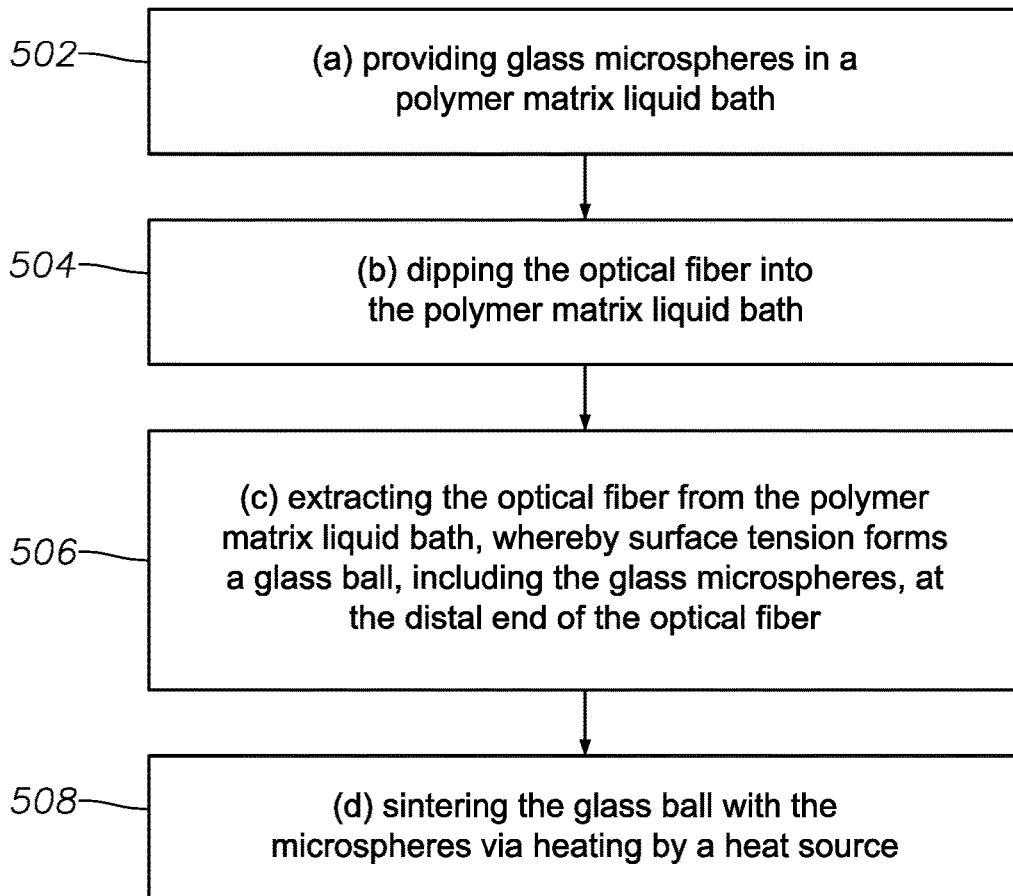 502
(a) providing glass microspheres in a
polymer matrix liquid bath
504
(b) dipping the optical fiber into
the polymer matrix liquid bath
506
(c) extracting the optical fiber from the polymer
matrix liquid bath, whereby surface tension forms
a glass ball, including the glass microspheres, at
the distal end of the optical fiber
508
(d) sintering the glass ball with the
microspheres via heating by a heat source